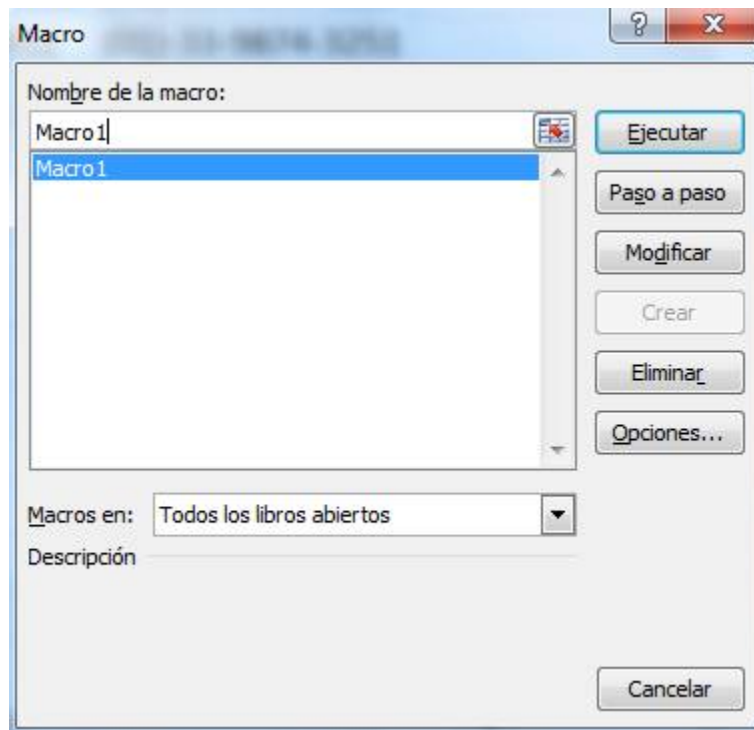 Macro
Nombre de la macro:
Macro1
Macro1
Ejecutar
Paso a paso
Modificar
Crear
Eliminar
Opciones...
Macros en: Todos los libros abiertos
Descripción
Cancelar